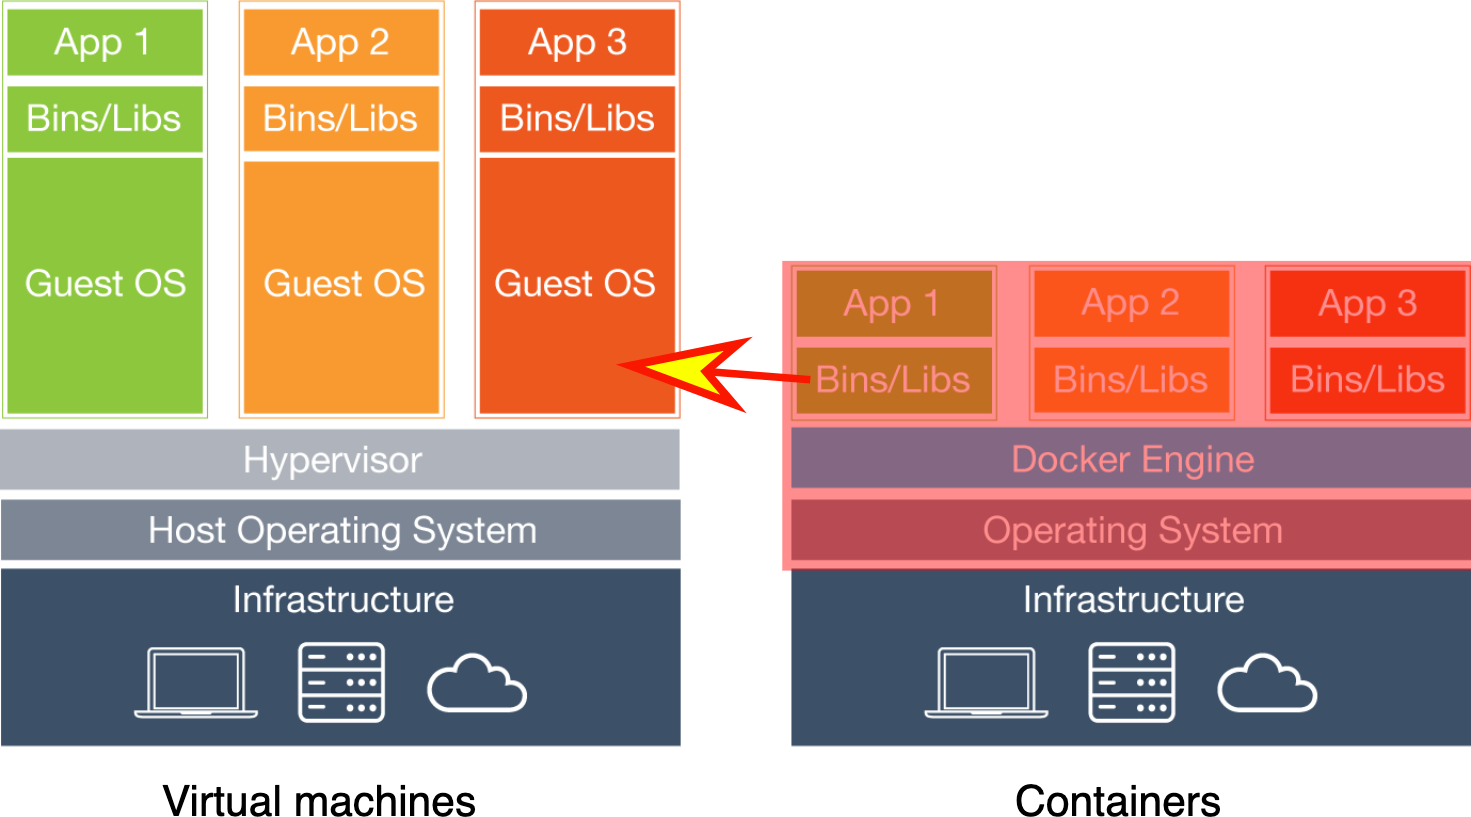 App 1
App 2
App 3
Bins/Libs
Bins/Libs
Bins/Libs
Guest OS
Guest OS
Guest OS
Hypervisor
Host Operating System
Infrastructure
Virtual machines
App 1
App 2
App 3
Bins/Libs
Bins/Libs
Bins/Libs
Docker Engine
Operating System
Infrastructure
Containers